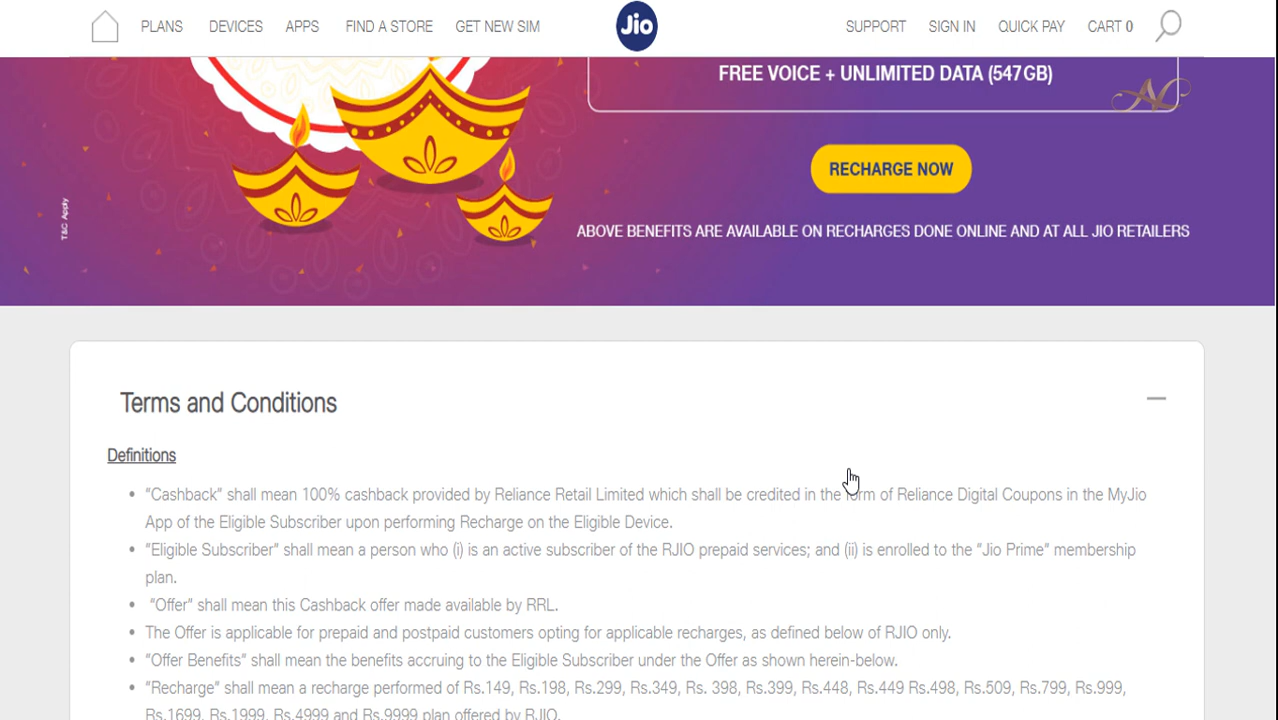 PLANS DEVICES APPS FIND A STORE GET NEW SIM Jio SUPPORT SIGN IN QUICK PAY CART 0
FREE VOICE + UNLIMITED DATA (547GB)
RECHARGE NOW
T&C Apply
ABOVE BENEFITS ARE AVAILABLE ON RECHARGES DONE ONLINE AND AT ALL JIO RETAILERS
Terms and Conditions
Definitions
• “Cashback” shall mean 100% cashback provided by Reliance Retail Limited which shall be credited in the form of Reliance Digital Coupons in the MyJio
App of the Eligible Subscriber upon performing Recharge on the Eligible Device.
• “Eligible Subscriber” shall mean a person who (i) is an active subscriber of the RJIO prepaid services; and (ii) is enrolled to the “Jio Prime” membership
plan.
• “Offer” shall mean this Cashback offer made available by RRL.
• The Offer is applicable for prepaid and postpaid customers opting for applicable recharges, as defined below of RJIO only.
• “Offer Benefits” shall mean the benefits accruing to the Eligible Subscriber under the Offer as shown herein-below.
• “Recharge” shall mean a recharge performed of Rs.149, Rs.198, Rs.299, Rs.349, Rs. 398, Rs.399, Rs.448, Rs.449 Rs.498, Rs.509, Rs.799, Rs.999,
Rs.1699, Rs.1999, Rs.4999 and Rs.9999 plan offered by RJIO.